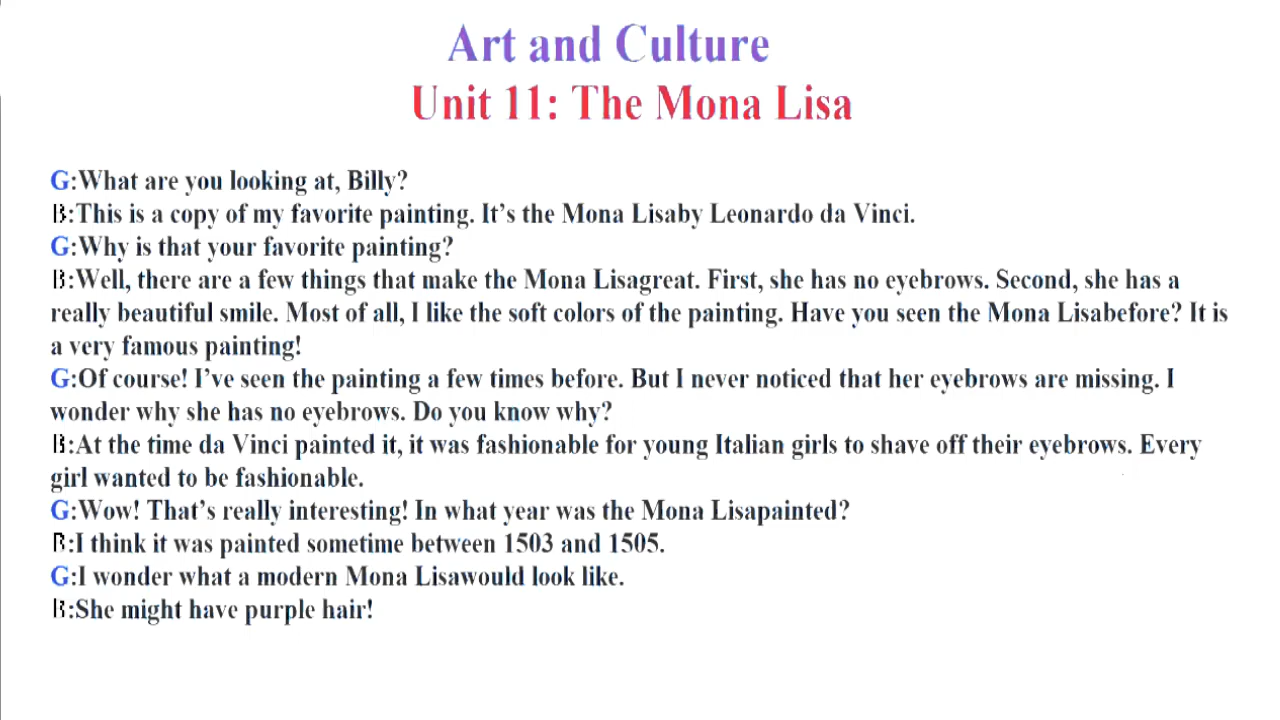 Art and Culture
Unit 11: The Mona Lisa
G:What are you looking at, Billy?
B:This is a copy of my favorite painting. It's the Mona Lisaby Leonardo da Vinci.
G:Why is that your favorite painting?
B:Well, there are a few things that make the Mona Lisagreat. First, she has no eyebrows. Second, she has a
really beautiful smile. Most of all, I like the soft colors of the painting. Have you seen the Mona Lisabefore? It is
a very famous painting!
G:Of course! I've seen the painting a few times before. But I never noticed that her eyebrows are missing. I
wonder why she has no eyebrows. Do you know why?
B:At the time da Vinci painted it, it was fashionable for young Italian girls to shave off their eyebrows. Every
girl wanted to be fashionable.
G:Wow! That's really interesting! In what year was the Mona Lisapainted?
B:I think it was painted sometime between 1503 and 1505.
G:I wonder what a modern Mona Lisawould look like.
B:She might have purple hair!